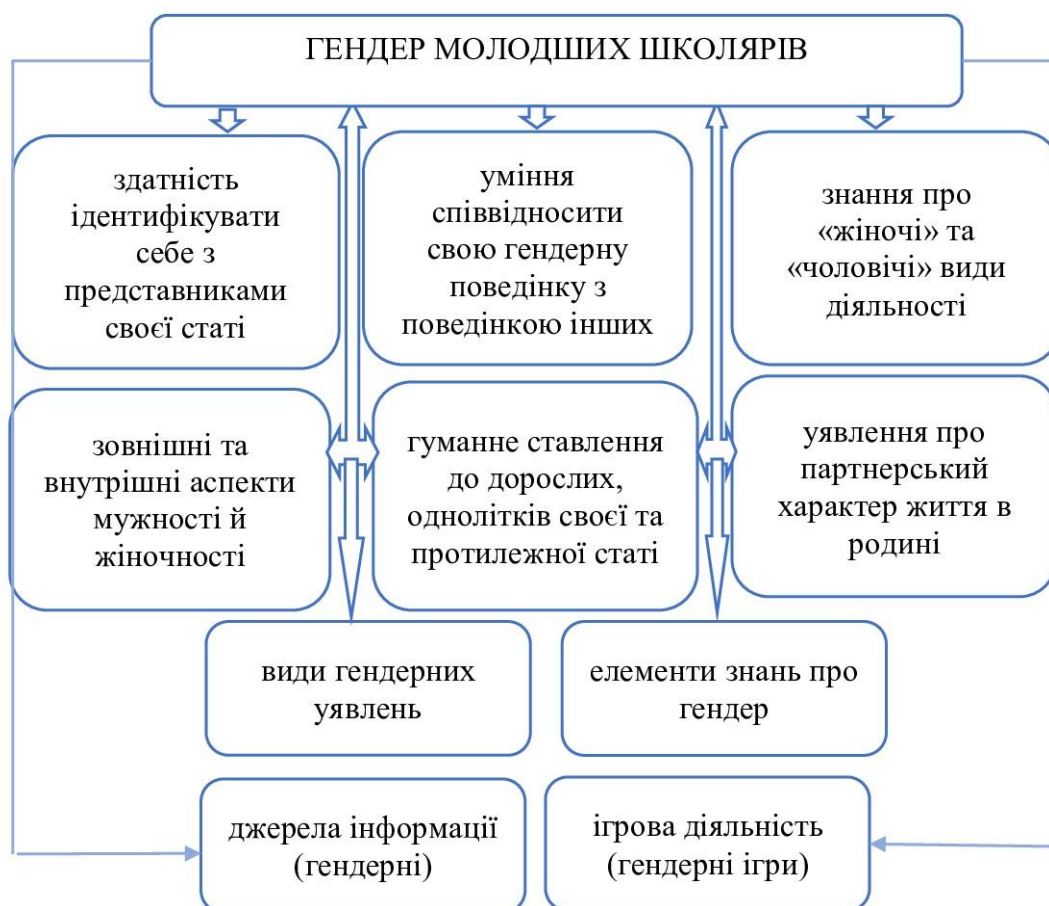 ГЕНДЕР МОЛОДШИХ ШКОЛЯРІВ
здатність
ідентифікувати
себе з
представниками
своєї статі
уміння
співвідносити
свою гендерну
поведінку з
поведінкою інших
знання про
«жіночі» та
«чоловічі» види
діяльності
зовнішні та
внутрішні аспекти
мужності й
жіночності
гуманне ставлення
до дорослих,
однолітків своєї та
протилежної статі
уявлення про
партнерський
характер життя в
родині
види гендерних
уявлень
елементи знань про
гендер
джерела інформації
(гендерні)
ігрова діяльність
(гендерні ігри)